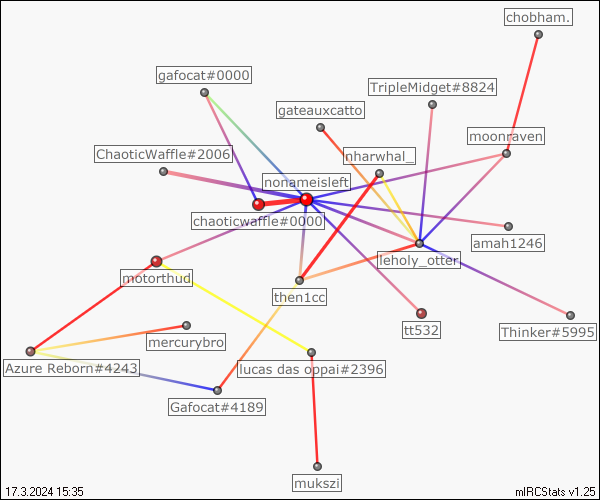 chobham.
gafocat#0000
TripleMidget#8824
gateauxcatto
moonraven
ChaoticWaffle#2006
nharwhal_
nonameisleft
chaoticwaffle#0000
amah1246
leholy_otter
motorthud
then1cc
tt532
Thinker#5995
mercurybro
Azure Reborn#4243
lucas das oppai#2396
Gafocat#4189
mukszi
17.3.2024 15:35
mIRCStats v1.25